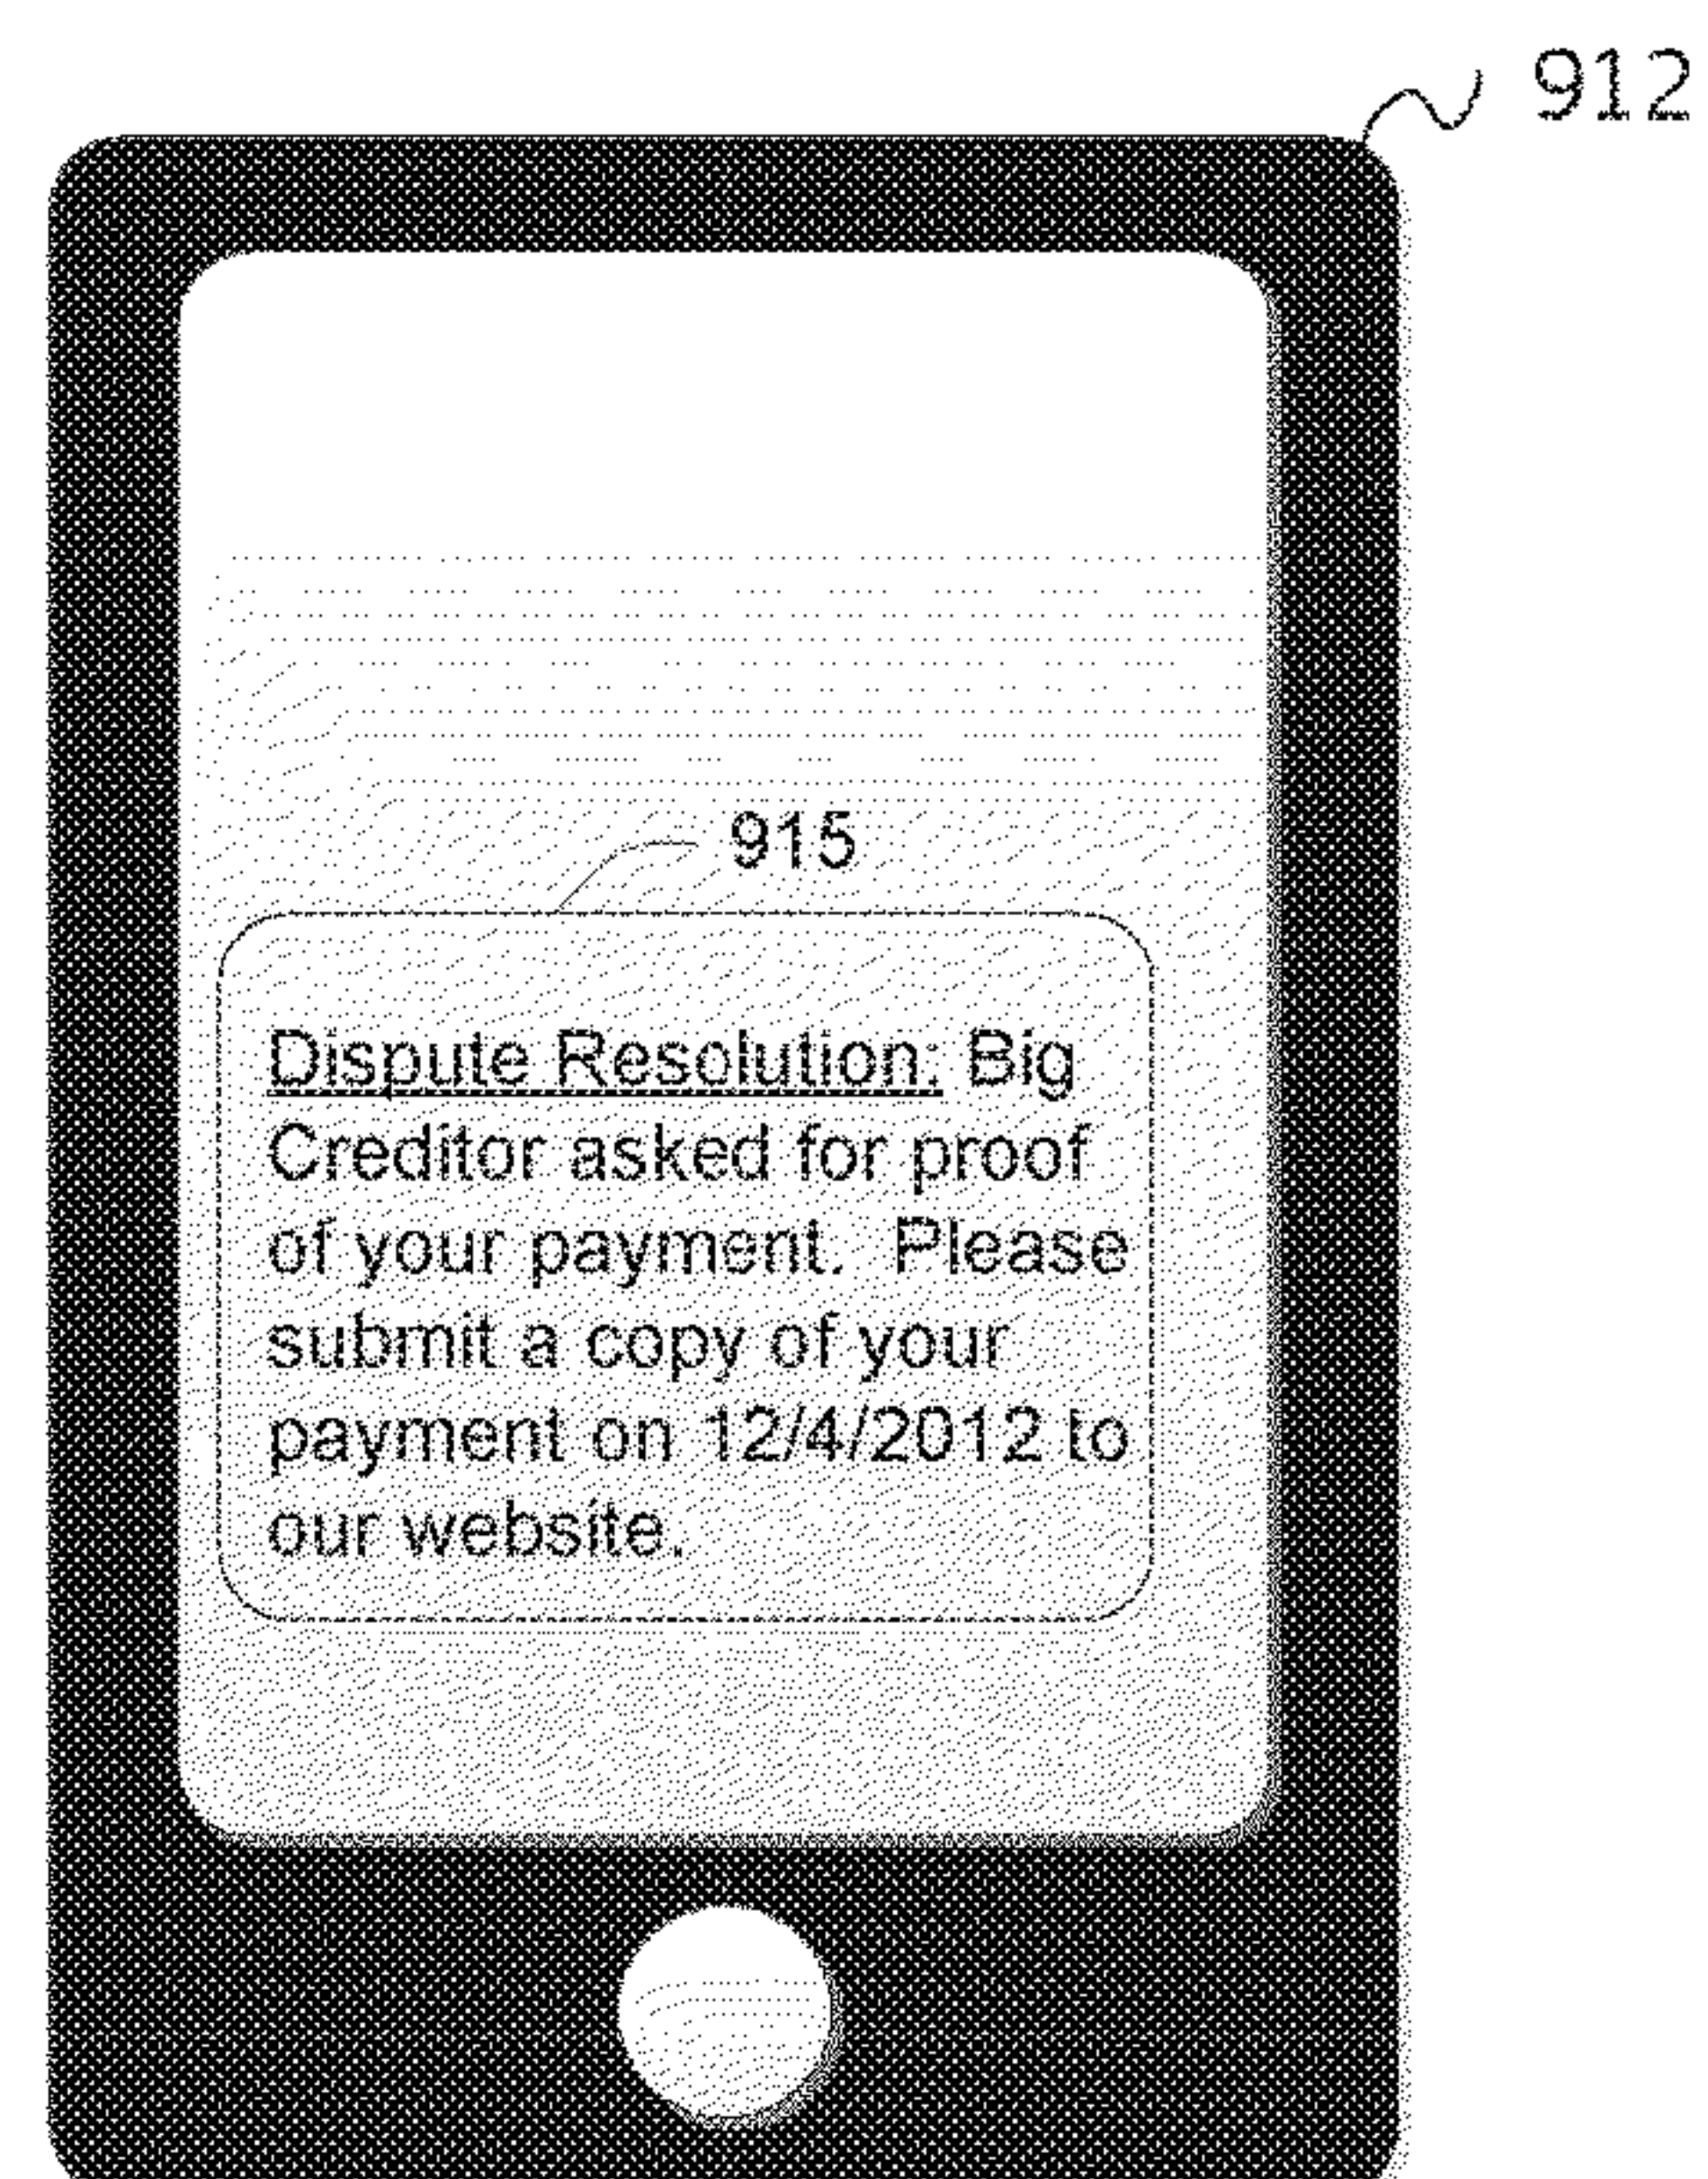 912
915
Dispute Resolution: Big
Creditor asked for proof
of your payment.  Please
submit a copy of your
payment on 12/4/2012 to
our website.